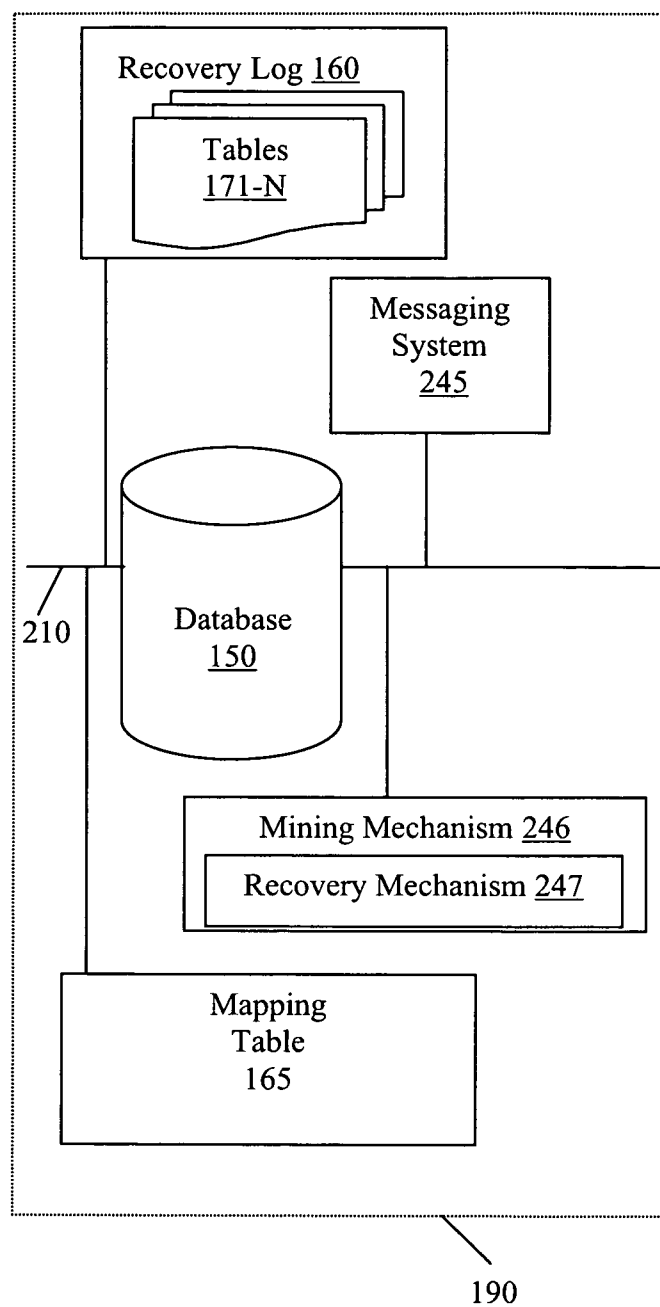 Recovery Log 160
Tables
171-N
Messaging
System
245
210
Database
150
Mining Mechanism 246
Recovery Mechanism 247
Mapping
Table
165
190